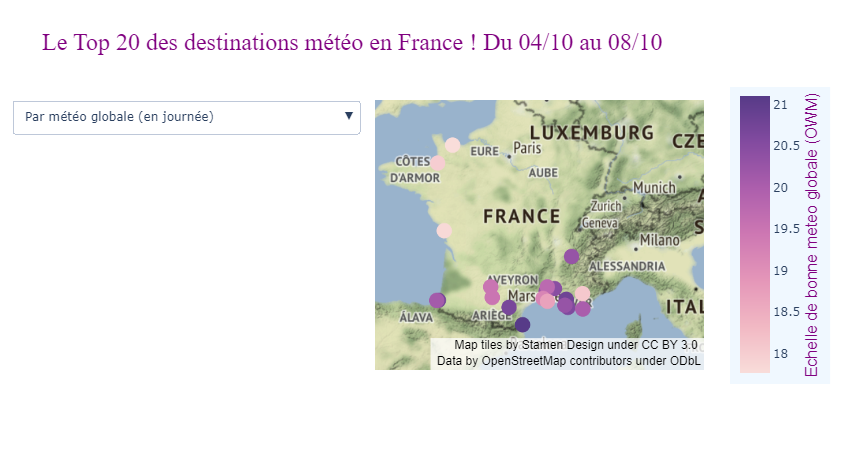 Le Top 20 des destinations météo en France ! Du 04/10 au 08/10
Par météo globale (en journée)
▼
LUXEMBURG
CZE
EURE
Paris
CÔTES
D'ARMOR
AUBE
Munich
Zurich
FRANCE
Geneva
Milano
ALESSANDRIA
AVEYRON
Mars
ITAL
ÁLAVA
ARIÈGE
Map tiles by Stamen Design under CC BY 3.0
Data by OpenStreetMap contributors under ODbL
21
20.5
20
19.5
19
18.5
18
Echelle de bonne meteo globale (OWM)